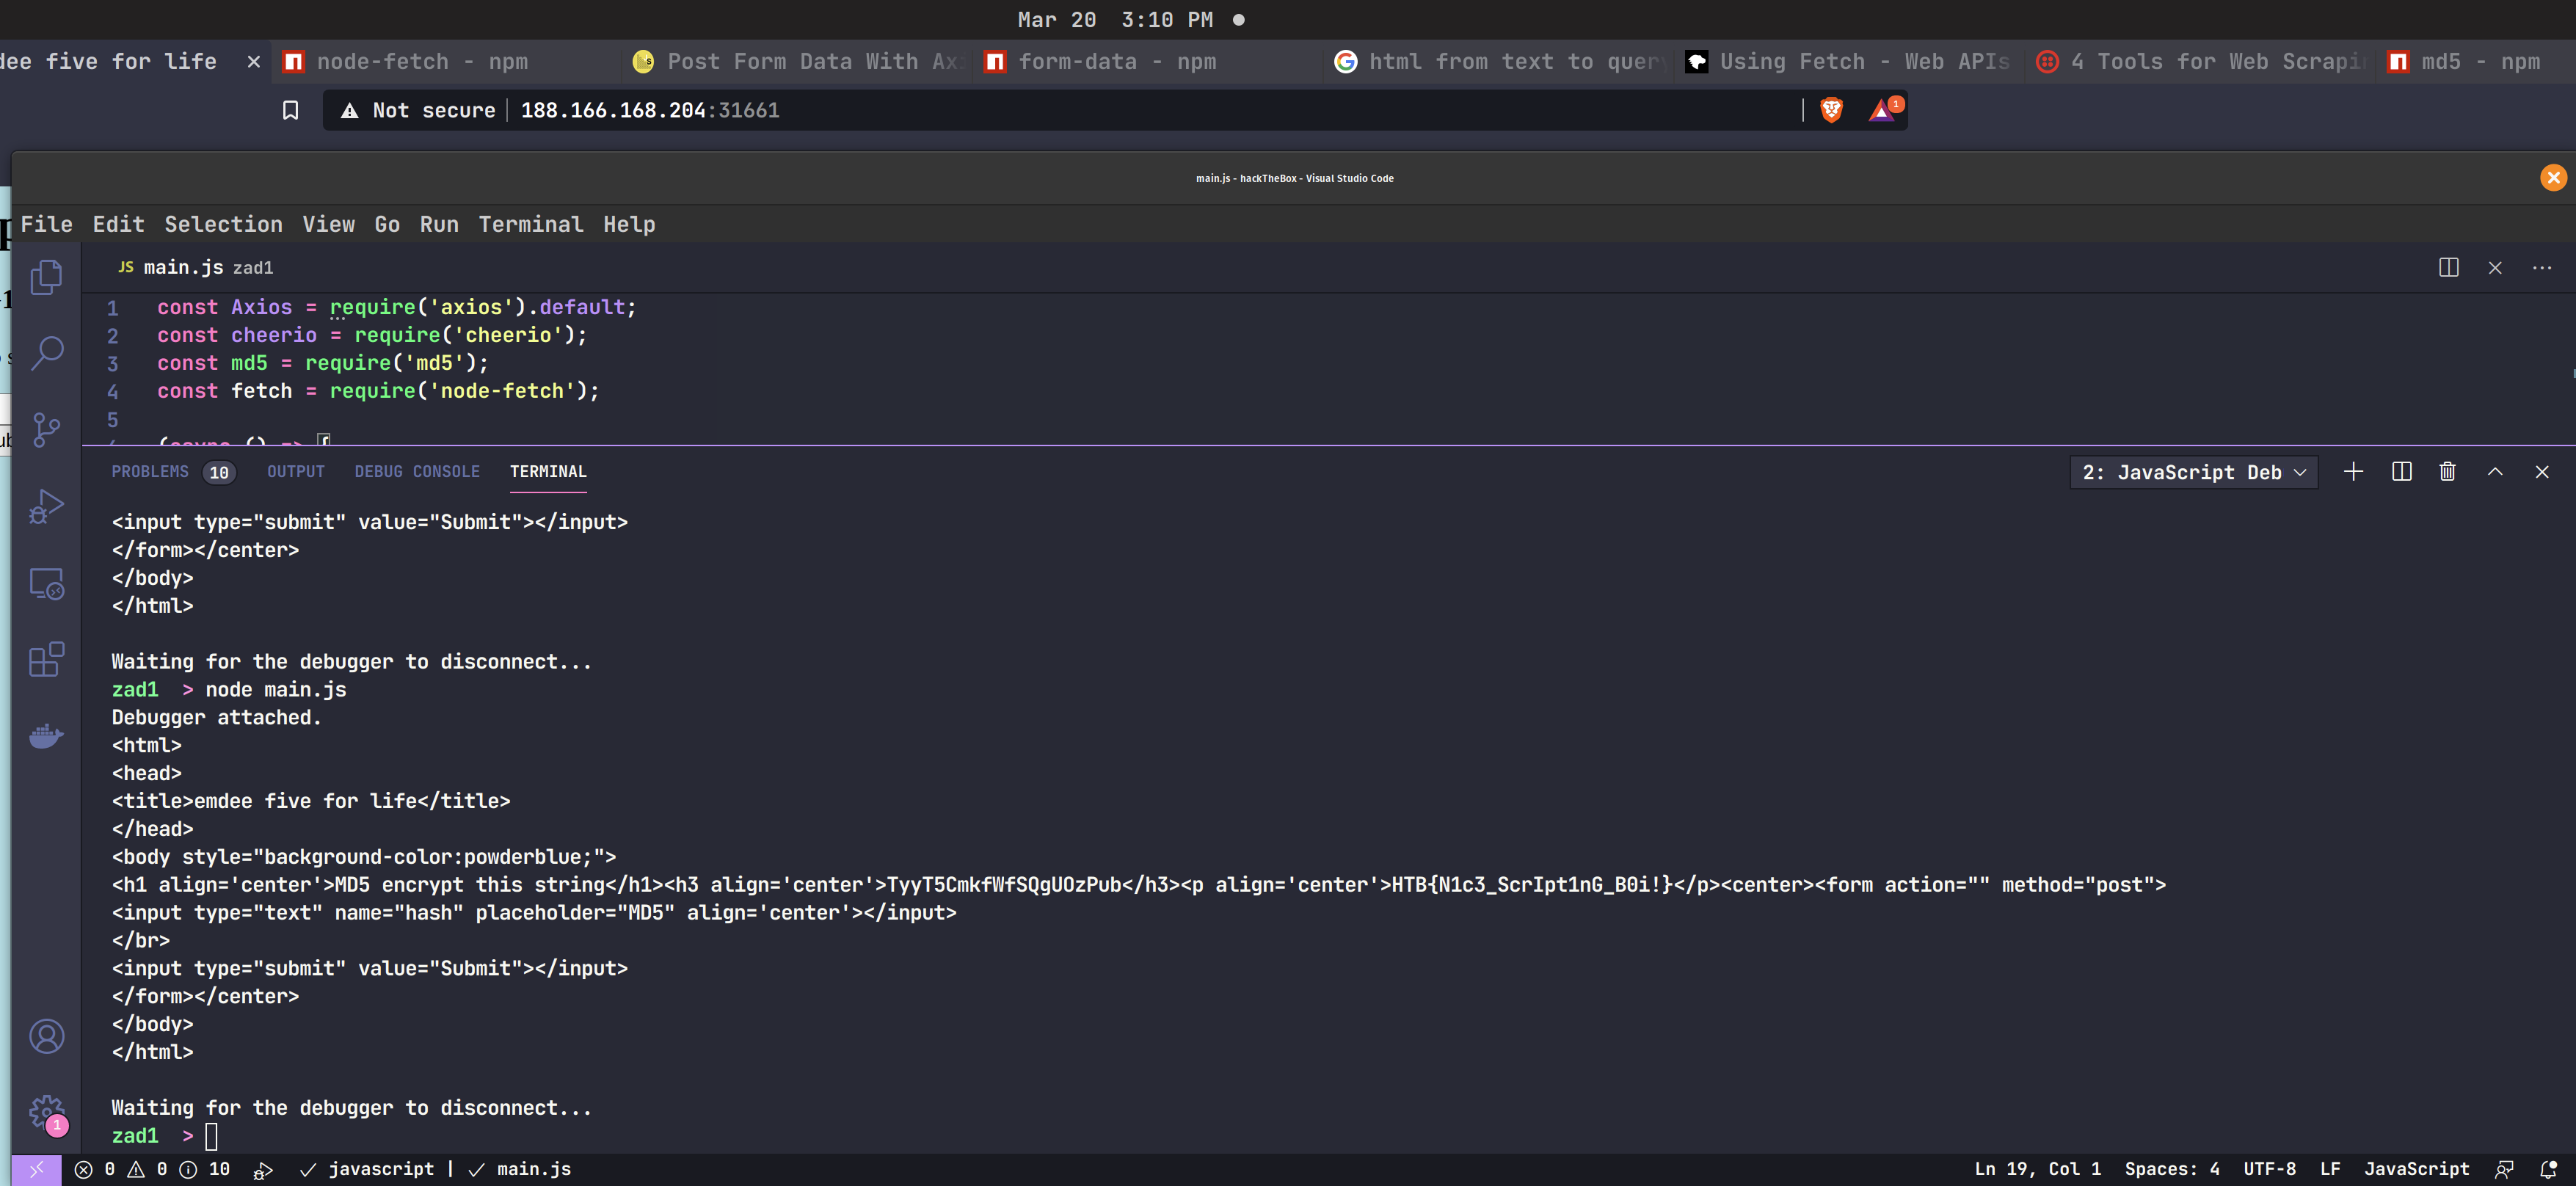 Mar 20 3:10 PM
dee five for life node-fetch - npm Post Form Data With Ax form-data - npm html from text to query Using Fetch - Web APIs 4 Tools for Web Scrapi md5 - npm
Not secure 188.166.168.204:31661 1
main.js - hackTheBox - Visual Studio Code
File Edit Selection View Go Run Terminal Help
JS main.js zad1
1 const Axios = require('axios').default;
2 const cheerio = require('cheerio');
3 const md5 = require('md5');
4 const fetch = require('node-fetch');
5
(async () => {
PROBLEMS 10 OUTPUT DEBUG CONSOLE TERMINAL 2: JavaScript Deb
<input type="submit" value="Submit"></input>
</form></center>
</body>
</html>
Waiting for the debugger to disconnect...
zad1 > node main.js
Debugger attached.
<html>
<head>
<title>emdee five for life</title>
</head>
<body style="background-color:powderblue;">
<h1 align='center'>MD5 encrypt this string</h1><h3 align='center'>TyyT5CmkfWfSQgUOzPub</h3><p align='center'>HTB{N1c3_ScrIpt1nG_B0i!}</p><center><form action="" method="post">
<input type="text" name="hash" placeholder="MD5" align='center'></input>
</br>
<input type="submit" value="Submit"></input>
</form></center>
</body>
</html>
Waiting for the debugger to disconnect...
zad1 >
1
0 0 10 javascript | main.js Ln 19, Col 1 Spaces: 4 UTF-8 LF JavaScript